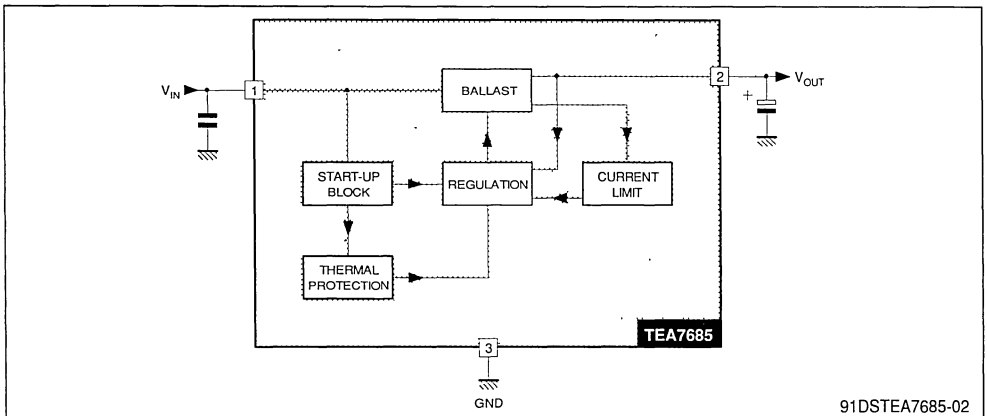 1
2
V_IN
V_OUT
+
BALLAST
START-UP
BLOCK
REGULATION
CURRENT
LIMIT
THERMAL
PROTECTION
TEA7685
3
GND
91DSTEA7685-02